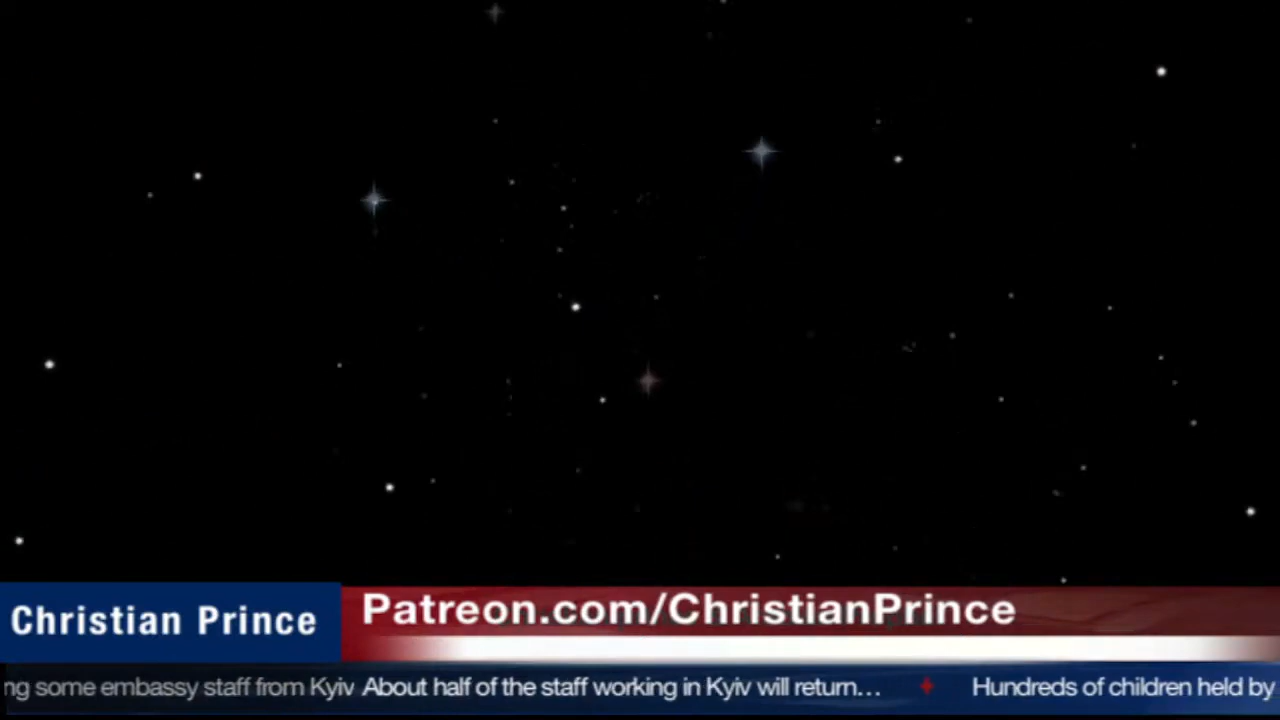 Christian Prince
Patreon.com/ChristianPrince
ng some embassy staff from Kyiv About half of the staff working in Kyiv will return… Hundreds of children held by